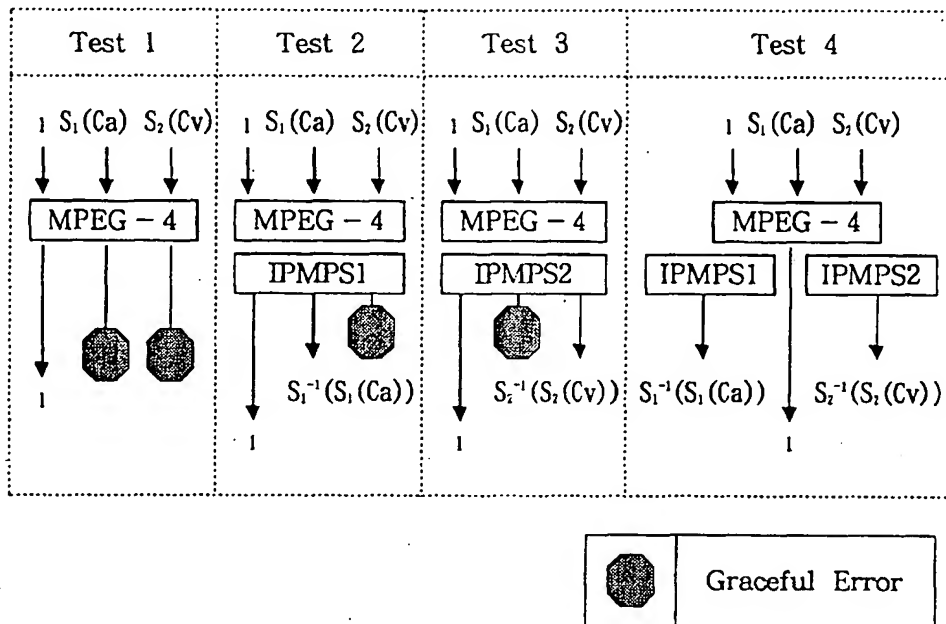 Test 1 Test 2 Test 3 Test 4
1 S₁(Ca) S₂(Cv) 1 S₁(Ca) S₂(Cv) 1 S₁(Ca) S₂(Cv) 1 S₁(Ca) S₂(Cv)
MPEG-4 MPEG-4 MPEG-4 MPEG-4
IPMPS1 IPMPS2 IPMPS1 IPMPS2
1 S₁⁻¹(S₁(Ca)) S₂⁻¹(S₂(Cv)) S₁⁻¹(S₁(Ca)) S₂⁻¹(S₂(Cv))
1 1 1
Graceful Error